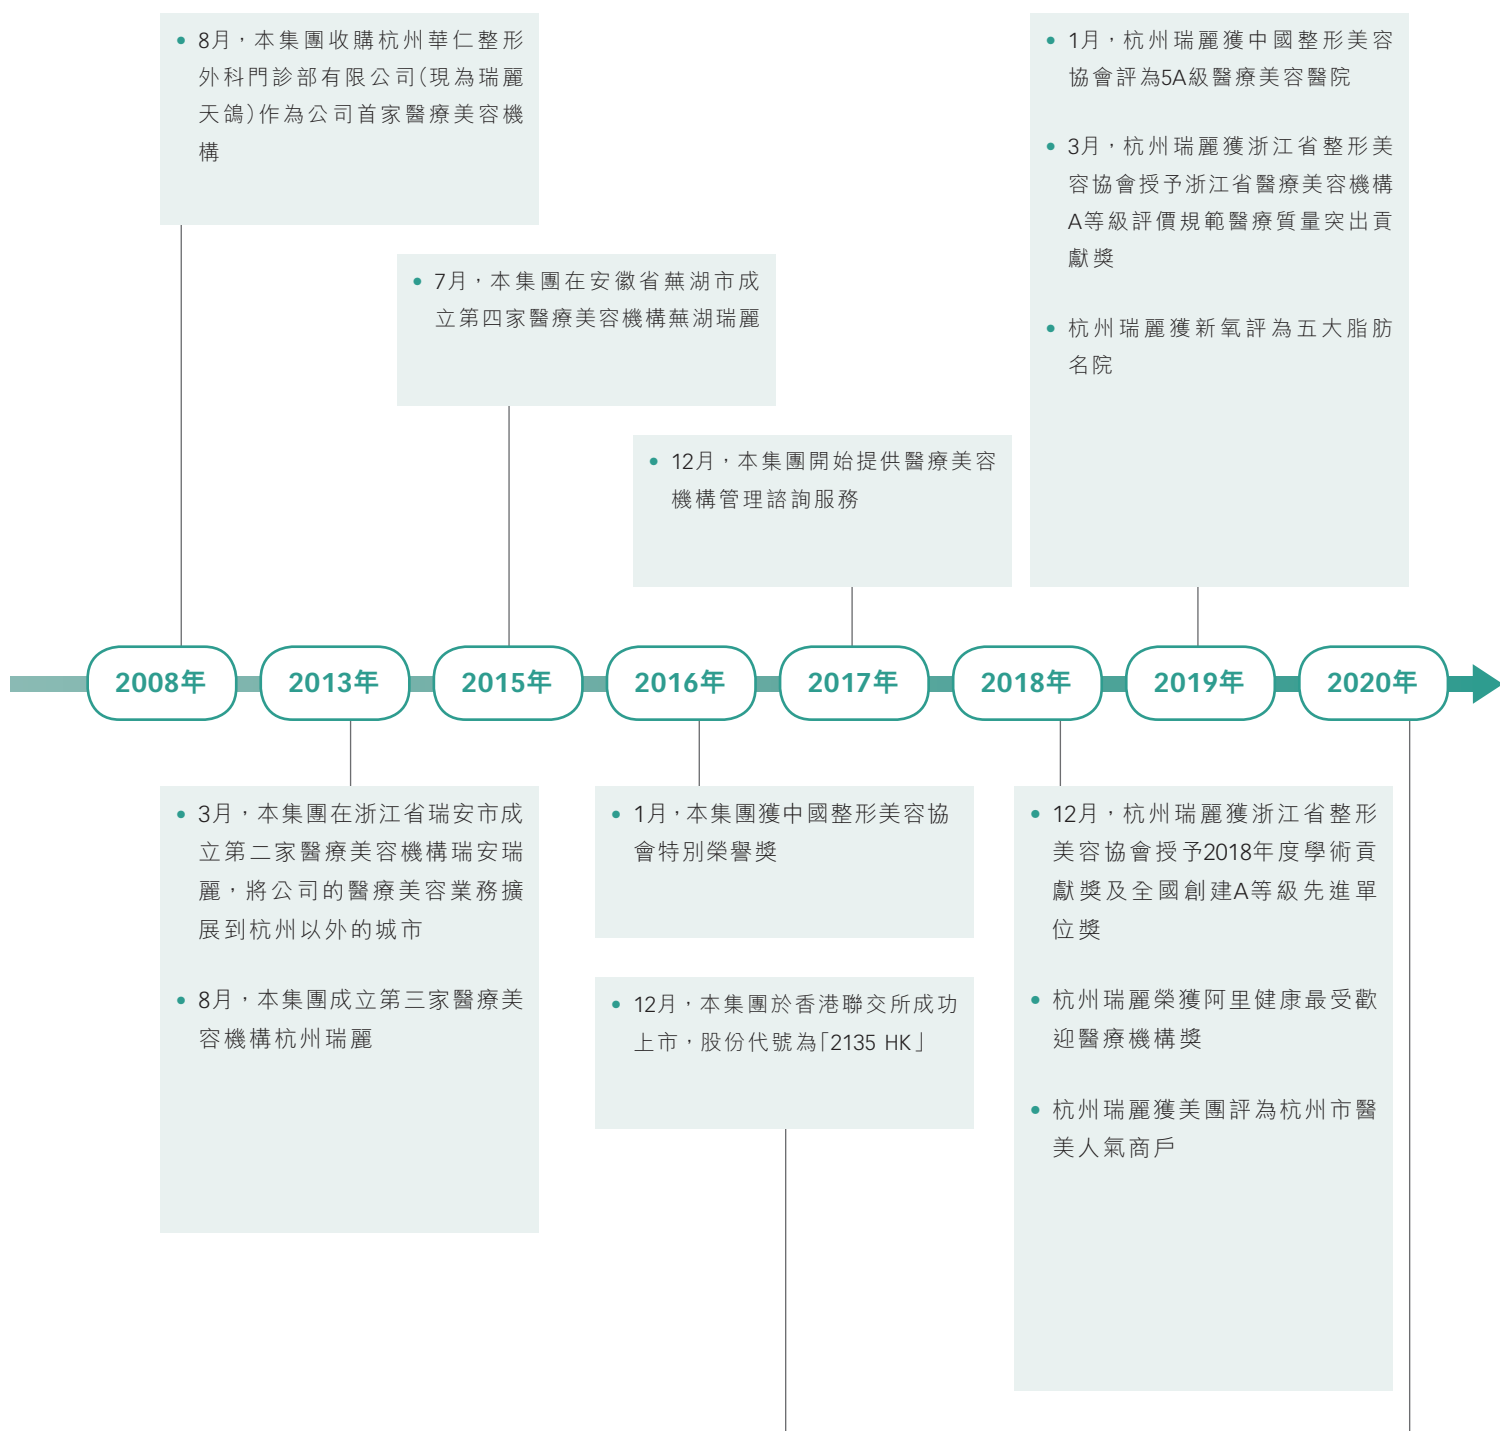 8月，本集團收購杭州華仁整形
外科門診部有限公司（現為瑞麗
天鴿）作為公司首家醫療美容機
構
7月，本集團在安徽省蕪湖市成
立第四家醫療美容機構蕪湖瑞麗
12月，本集團開始提供醫療美容
機構管理諮詢服務
1月，杭州瑞麗獲中國整形美容
協會評為5A級醫療美容醫院
3月，杭州瑞麗獲浙江省整形美
容協會授予浙江省醫療美容機構
A等級評價規範醫療質量突出貢
獻獎
杭州瑞麗獲新氧評為五大脂肪
名院
2008年
2013年
2015年
2016年
2017年
2018年
2019年
2020年
3月，本集團在浙江省瑞安市成
立第二家醫療美容機構瑞安瑞
麗，將公司的醫療美容業務擴
展到杭州以外的城市
8月，本集團成立第三家醫療美
容機構杭州瑞麗
1月，本集團獲中國整形美容協
會特別榮譽獎
12月，本集團於香港聯交所成功
上市，股份代號為「2135 HK」
12月，杭州瑞麗獲浙江省整形
美容協會授予2018年度學術貢
獻獎及全國創建A等級先進單
位獎
杭州瑞麗榮獲阿里健康最受歡
迎醫療機構獎
杭州瑞麗獲美團評為杭州市醫
美人氣商戶